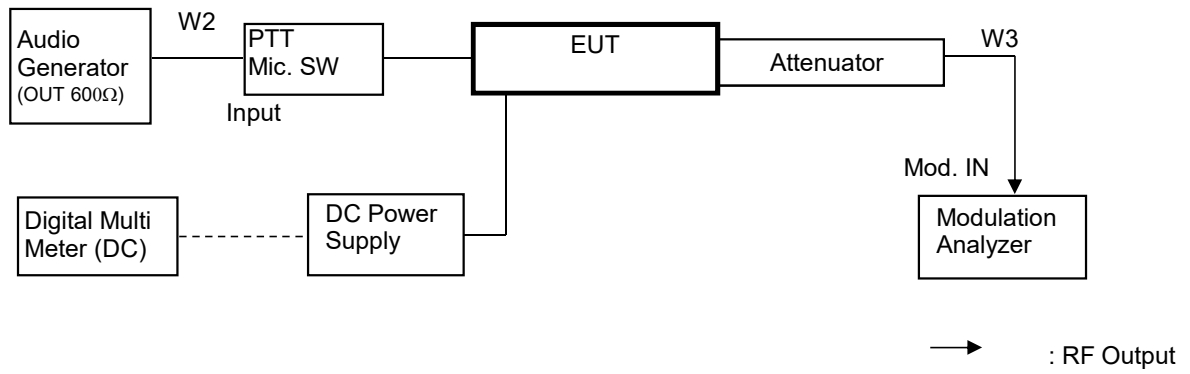 W2
Audio
Generator
(OUT 600Ω)
PTT
Mic. SW
Input
EUT
Attenuator
W3
Mod. IN
Digital Multi
Meter (DC)
DC Power
Supply
Modulation
Analyzer
: RF Output